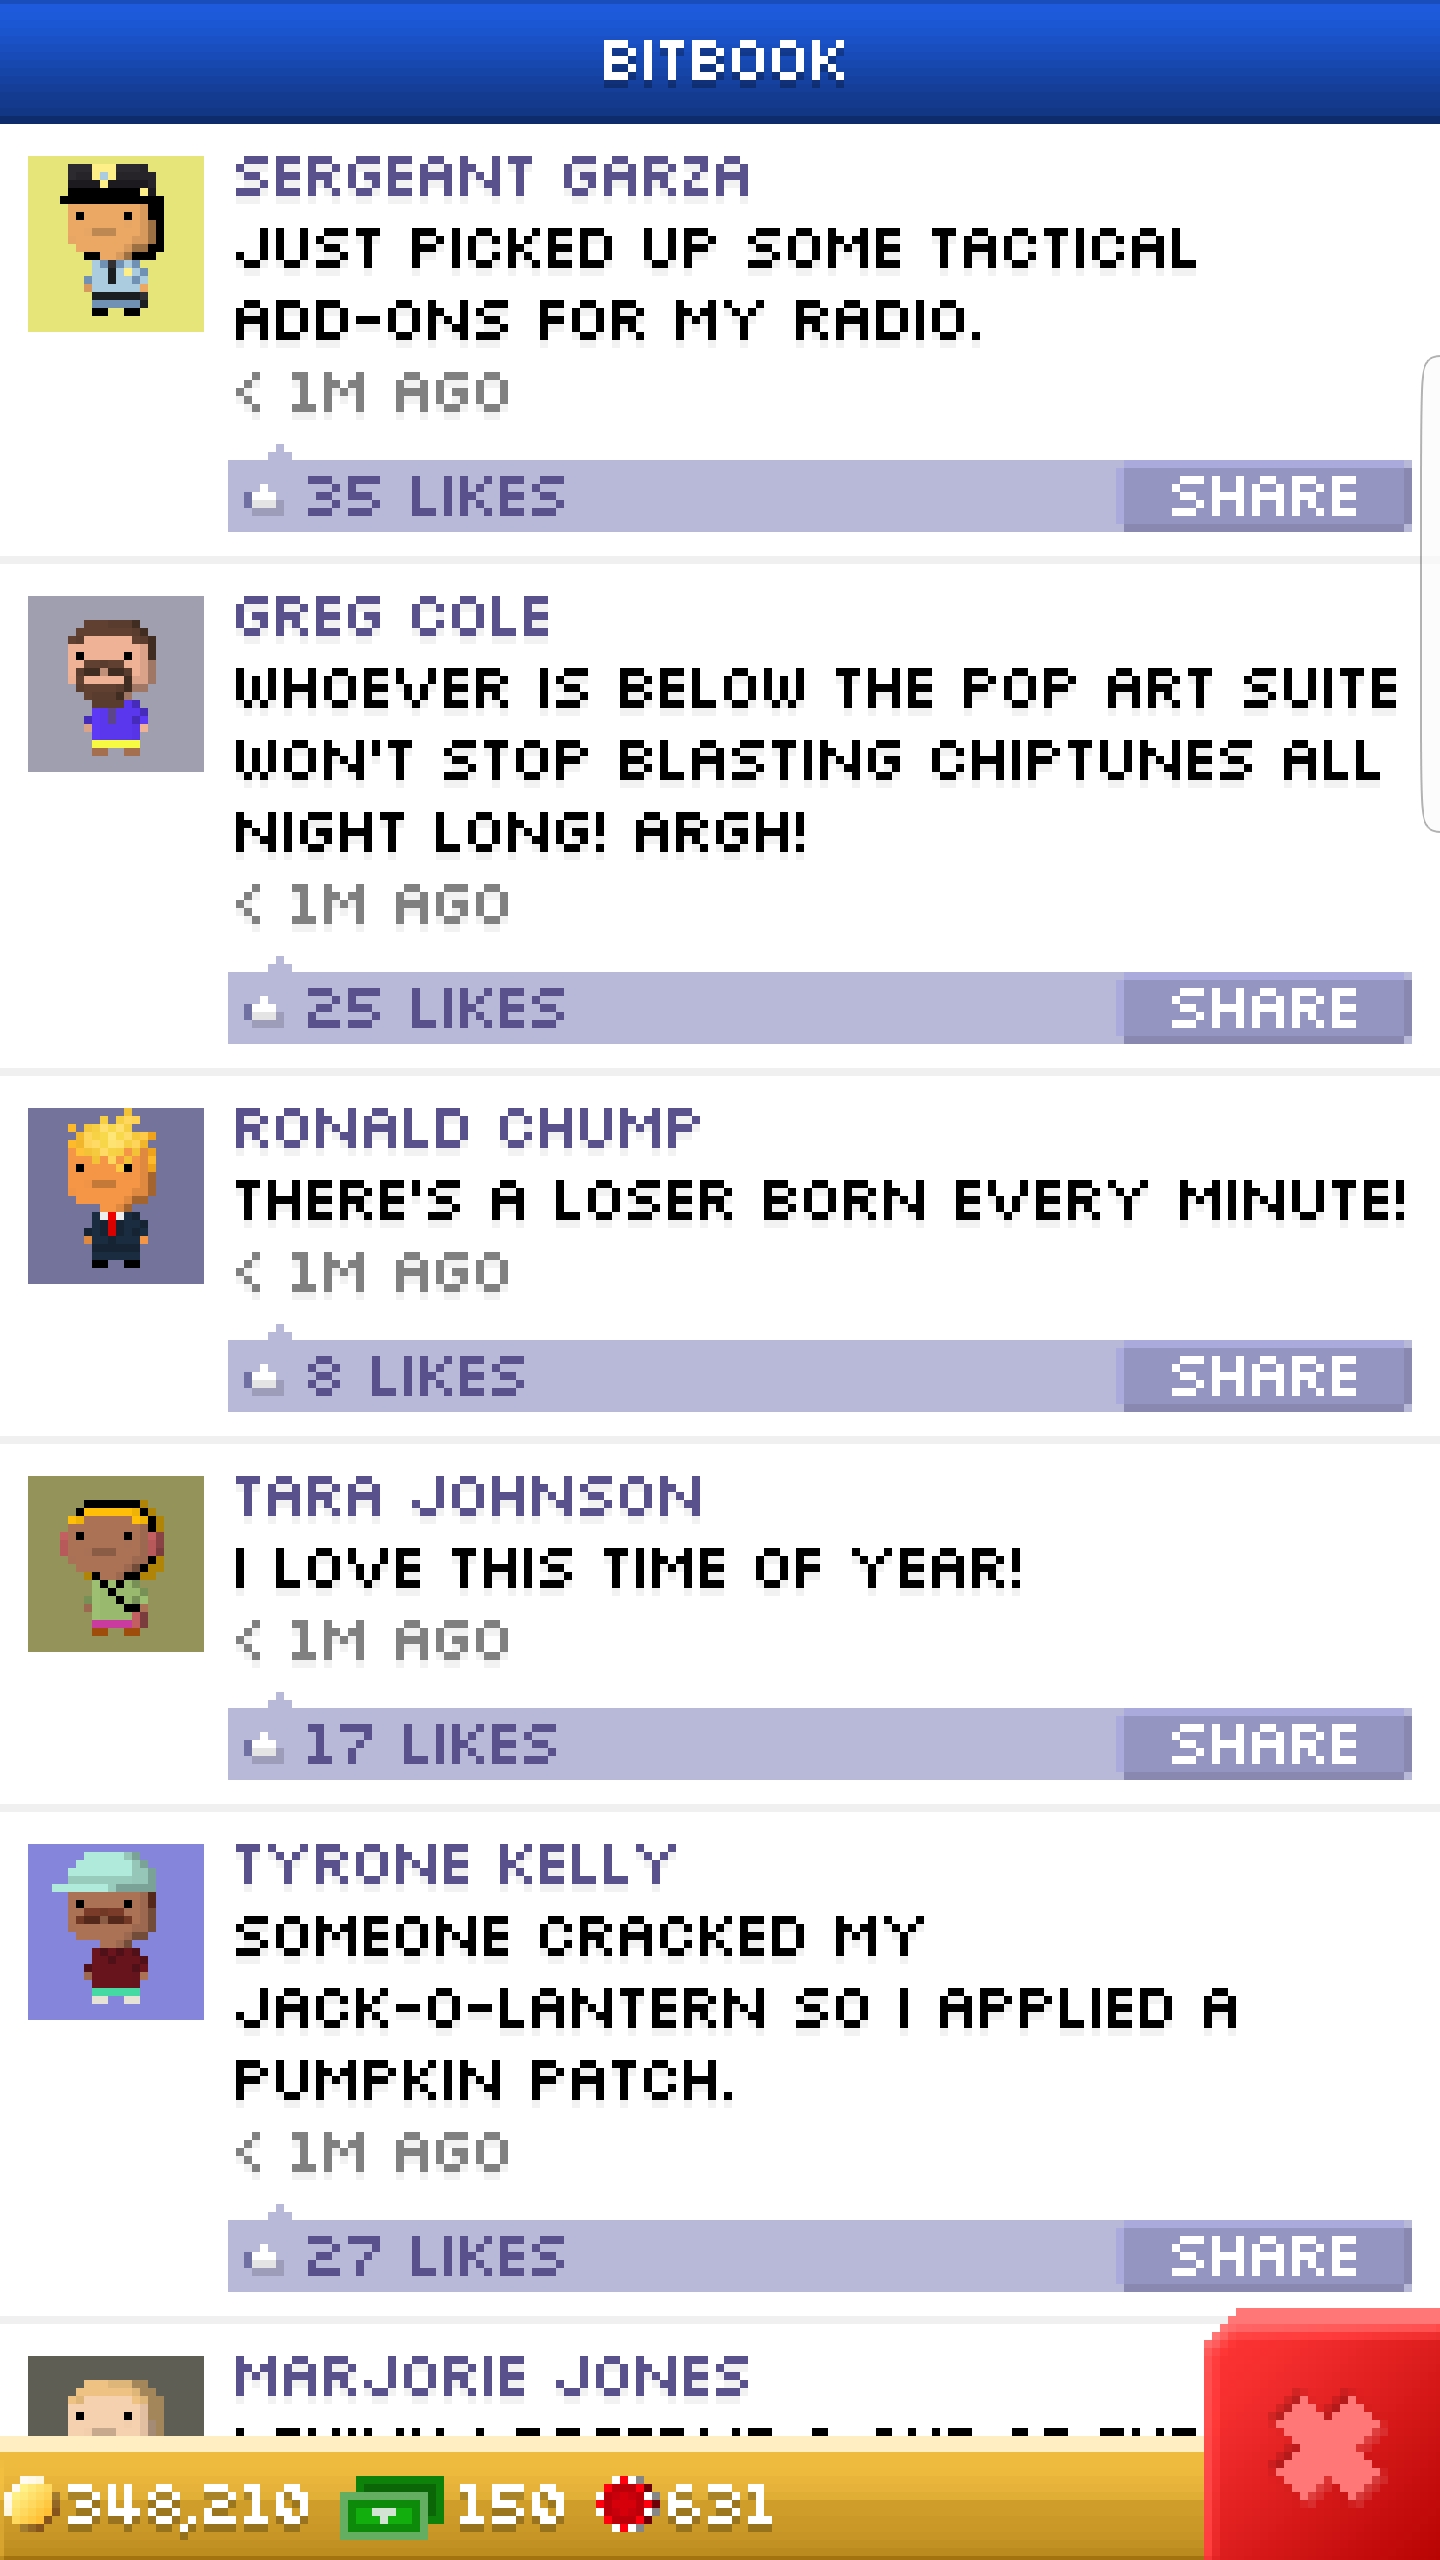 BITBOOK
SERGEANT GARZA
JUST PICKED UP SOME TACTICAL
ADD-ONS FOR MY RADIO.
< 1M AGO
35 LIKES SHARE
GREG COLE
WHOEVER IS BELOW THE POP ART SUITE
WON'T STOP BLASTING CHIPTUNES ALL
NIGHT LONG! ARGH!
< 1M AGO
25 LIKES SHARE
RONALD CHUMP
THERE'S A LOSER BORN EVERY MINUTE!
< 1M AGO
8 LIKES SHARE
TARA JOHNSON
I LOVE THIS TIME OF YEAR!
< 1M AGO
17 LIKES SHARE
TYRONE KELLY
SOMEONE CRACKED MY
JACK-O-LANTERN SO I APPLIED A
PUMPKIN PATCH.
< 1M AGO
27 LIKES SHARE
MARJORIE JONES
348,210 150 631